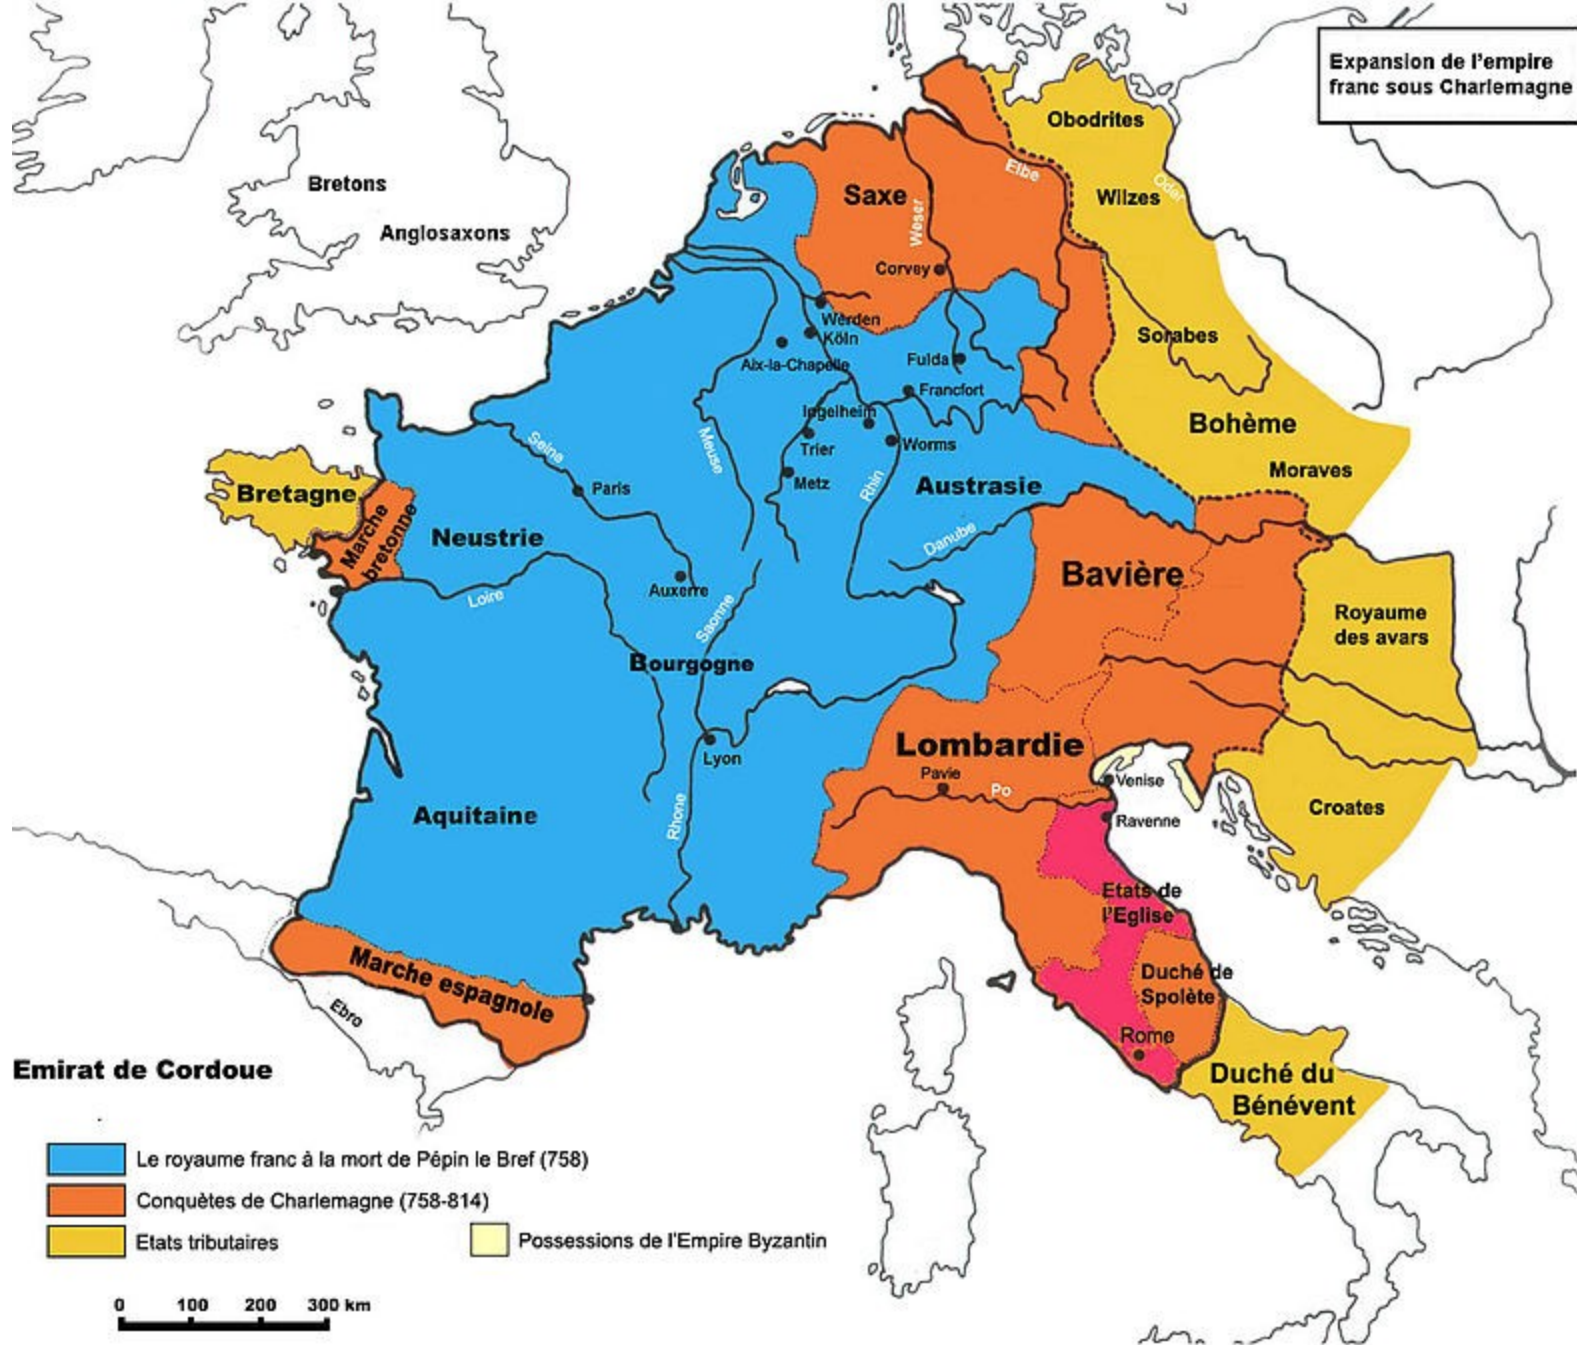 Expansion de l'empire
franc sous Charlemagne
Obodrites
Bretons
Elbe
Saxe
Wilzes
Oder
Weser
Anglosaxons
Corvey
Werden
Köln
Sorabes
Aix-la-Chapelle
Fulda
Francfort
Ingelheim
Bohème
Seine
Meuse
Trier
Worms
Moraves
Metz
Rhin
Austrasie
Bretagne
Paris
Marche
bretonne
Neustrie
Danube
Bavière
Auxerre
Loire
Saonne
Royaume
des avars
Bourgogne
Lombardie
Lyon
Pavie
Po
Venise
Croates
Aquitaine
Rhone
Ravenne
Etats de
l'Eglise
Marche espagnole
Duché de
Spolète
Ebro
Rome
Emirat de Cordoue
Duché du
Bénévent
Le royaume franc à la mort de Pépin le Bref (758)
Conquètes de Charlemagne (758-814)
Etats tributaires
Possessions de l'Empire Byzantin
0 100 200 300 km